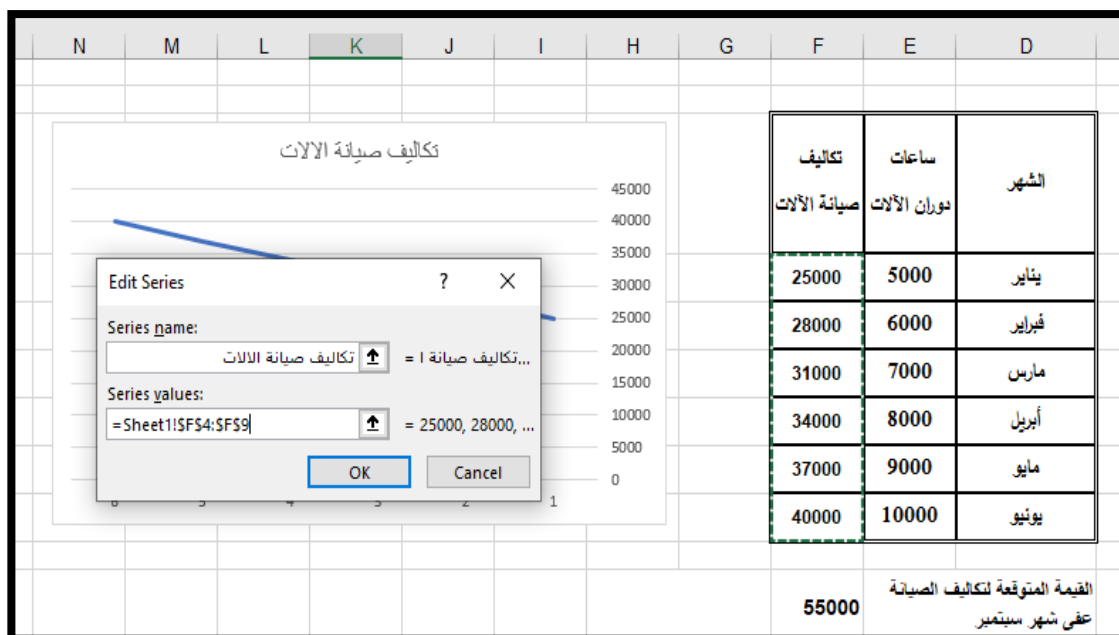 N M L K J I H G F E D
تكاليف صيانة الالات
45000
40000
35000
30000
25000
20000
15000
10000
5000
0
6 5 4 3 2 1
Edit Series ? ×
Series name:
تكاليف صيانة الالات = تكاليف صيانة ا...
Series values:
=Sheet1!$F$4:$F$9 = 25000, 28000, ...
OK Cancel
الشهر ساعات دوران الآلات تكاليف صيانة الآلات
يناير 5000 25000
فبراير 6000 28000
مارس 7000 31000
أبريل 8000 34000
مايو 9000 37000
يونيو 10000 40000
القيمة المتوقعة لتكاليف الصيانة
عفى شهر سبتمبر 55000